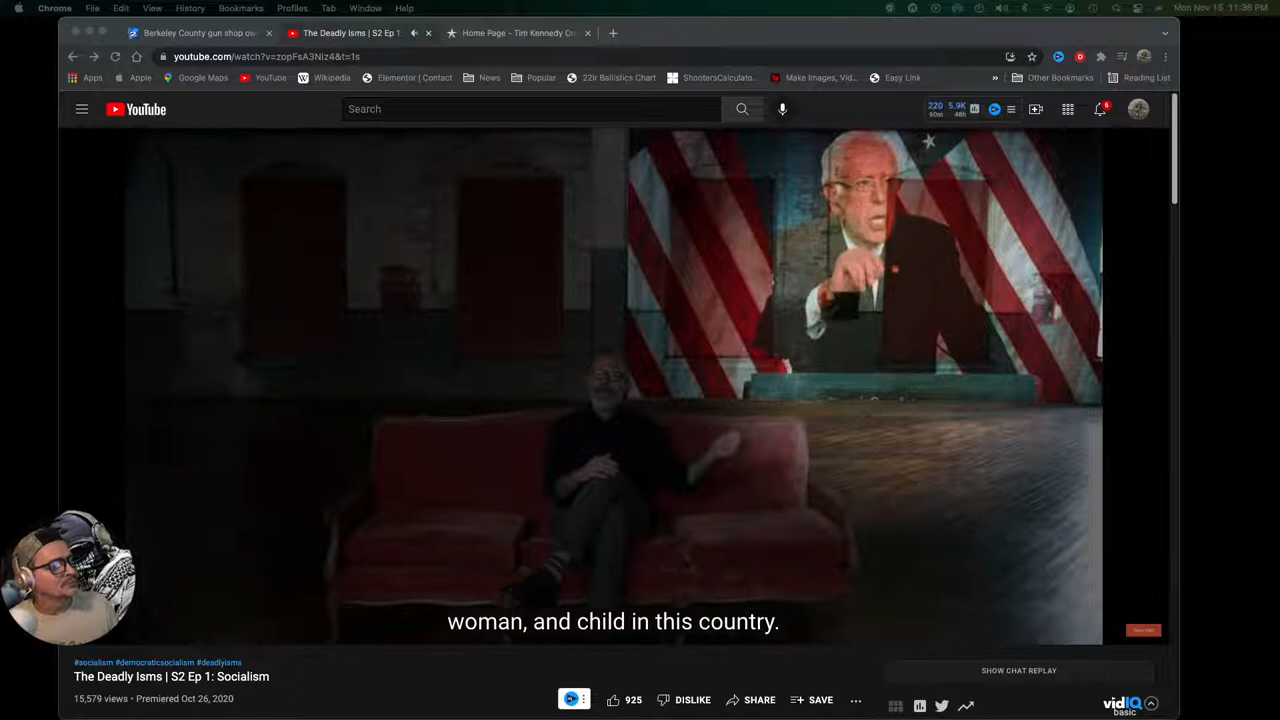 Chrome File Edit View History Bookmarks Profiles Tab Window Help Mon Nov 15 11:36 PM
Berkeley County gun shop ow The Deadly Isms | S2 Ep 1: Home Page - Tim Kennedy On
youtube.com/watch?v=zopFsA3NIz4&t=1s
Apps Apple Google Maps YouTube Wikipedia Elementor | Contact News Popular 22lr Ballistics Chart ShootersCalculato... Make Images, Vid... Easy Link » Other Bookmarks Reading List
YouTube Search 220 60m 5.9K 48h 6
woman, and child in this country.
#socialism #democraticsocialism #deadlyisms
The Deadly Isms | S2 Ep 1: Socialism
SHOW CHAT REPLAY
15,579 views • Premiered Oct 26, 2020 925 DISLIKE SHARE SAVE ... vidIQ
basic